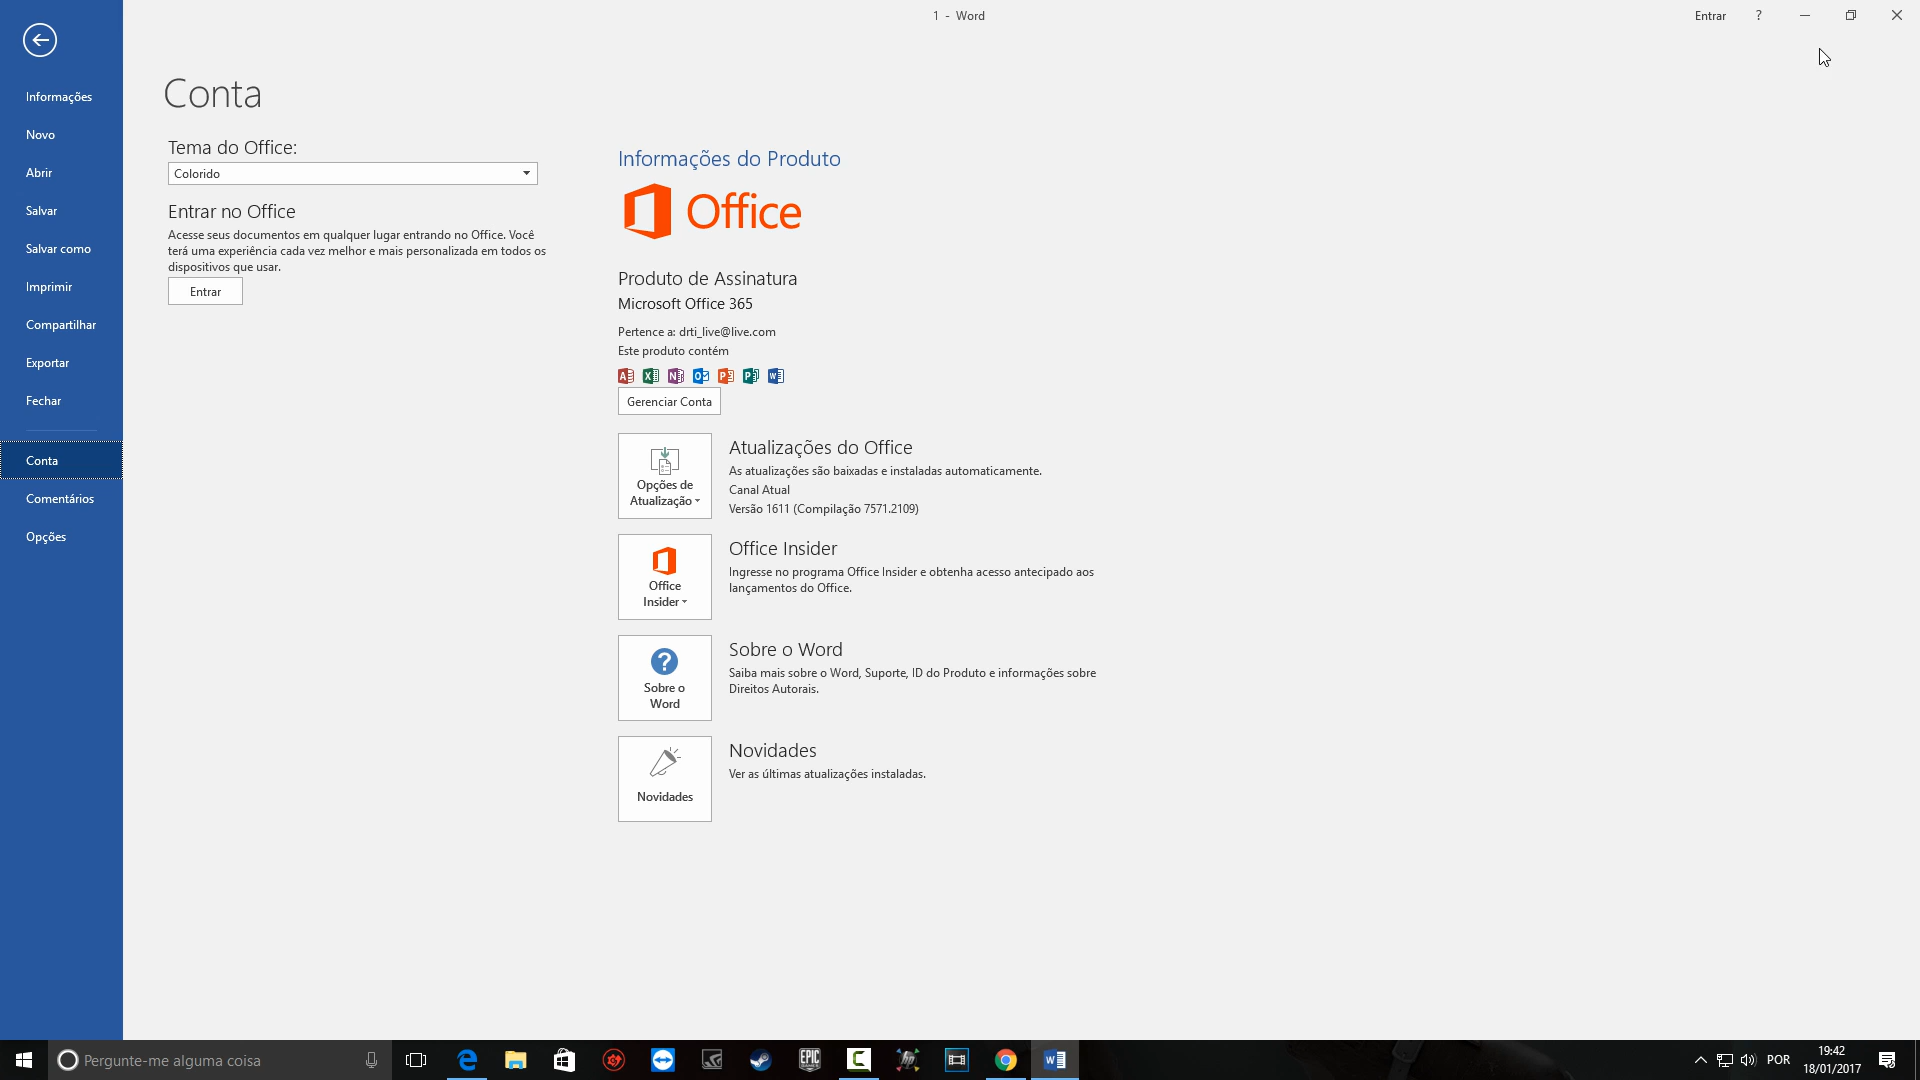 1 - Word
Entrar
?
Informações
Novo
Abrir
Salvar
Salvar como
Imprimir
Compartilhar
Exportar
Fechar
Conta
Comentários
Opções
Conta
Tema do Office:
Colorido
Entrar no Office
Acesse seus documentos em qualquer lugar entrando no Office. Você
terá uma experiência cada vez melhor e mais personalizada em todos os
dispositivos que usar.
Entrar
Informações do Produto
Office
Produto de Assinatura
Microsoft Office 365
Pertence a: drti_live@live.com
Este produto contém
Gerenciar Conta
Opções de
Atualização
Atualizações do Office
As atualizações são baixadas e instaladas automaticamente.
Canal Atual
Versão 1611 (Compilação 7571.2109)
Office
Insider
Office Insider
Ingresse no programa Office Insider e obtenha acesso antecipado aos
lançamentos do Office.
Sobre o
Word
Sobre o Word
Saiba mais sobre o Word, Suporte, ID do Produto e informações sobre
Direitos Autorais.
Novidades
Novidades
Ver as últimas atualizações instaladas.
Pergunte-me alguma coisa
EPIC
POR
19:42
18/01/2017